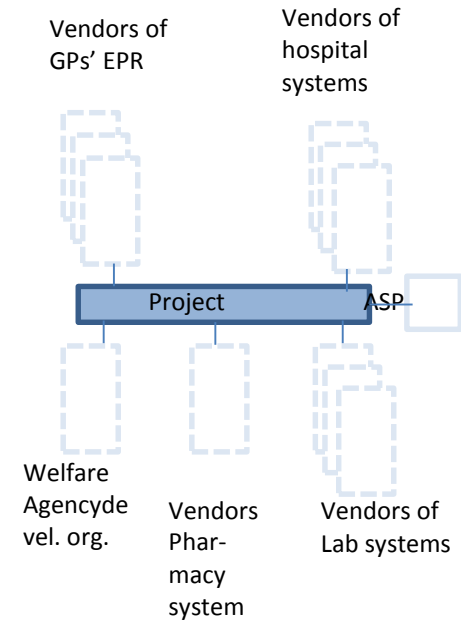 Vendors of
GPs’ EPR
Vendors of
hospital
systems
Project
ASP
Welfare
Agencyde
vel. org.
Vendors
Phar-
macy
system
Vendors of
Lab systems